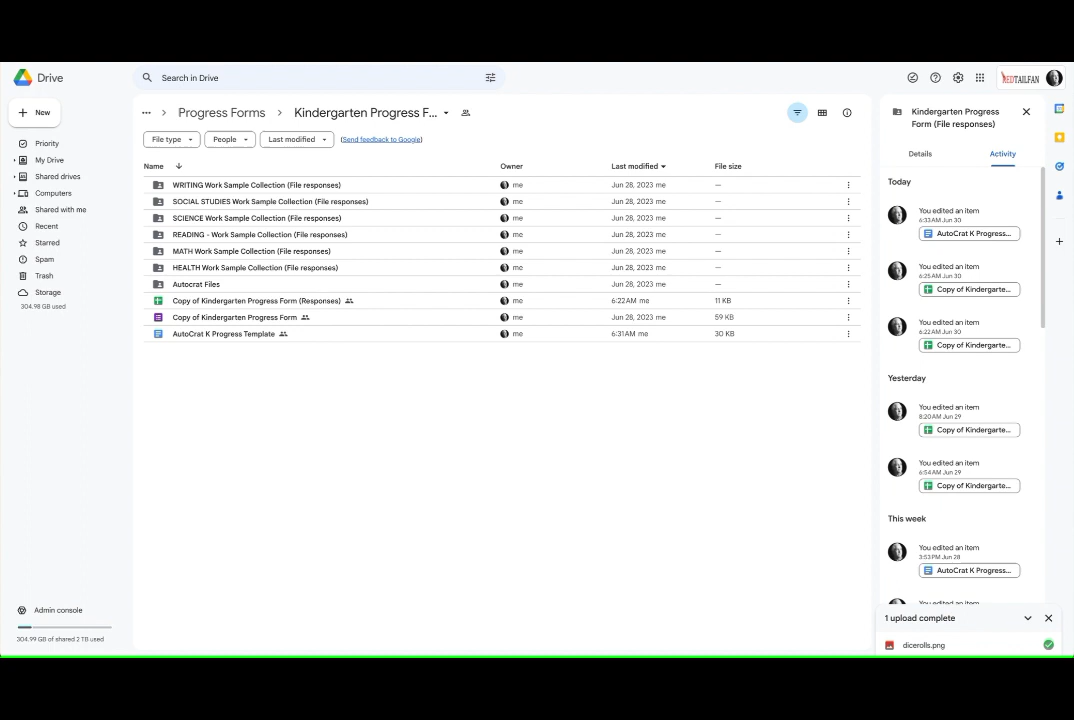 Drive
Search in Drive
REDTAILFAN
New
Priority
My Drive
Shared drives
Computers
Shared with me
Recent
Starred
Spam
Trash
Storage
304.98 GB used
Admin console
304.99 GB of shared 2 TB used
Progress Forms
Kindergarten Progress F...
File type
People
Last modified
(Send feedback to Google)
Name Owner Last modified File size
WRITING Work Sample Collection (File responses) me Jun 28, 2023 me —
SOCIAL STUDIES Work Sample Collection (File responses) me Jun 28, 2023 me —
SCIENCE Work Sample Collection (File responses) me Jun 28, 2023 me —
READING - Work Sample Collection (File responses) me Jun 28, 2023 me —
MATH Work Sample Collection (File responses) me Jun 28, 2023 me —
HEALTH Work Sample Collection (File responses) me Jun 28, 2023 me —
Autocrat Files me Jun 28, 2023 me —
Copy of Kindergarten Progress Form (Responses) me 6:22 AM me 11 KB
Copy of Kindergarten Progress Form me Jun 28, 2023 me 59 KB
AutoCrat K Progress Template me 6:31 AM me 30 KB
Kindergarten Progress
Form (File responses)
Details Activity
Today
You edited an item
6:33 AM Jun 30
AutoCrat K Progress...
You edited an item
6:25 AM Jun 30
Copy of Kindergarte...
You edited an item
6:22 AM Jun 30
Copy of Kindergarte...
Yesterday
You edited an item
8:20 AM Jun 29
Copy of Kindergarte...
You edited an item
6:54 AM Jun 29
Copy of Kindergarte...
This week
You edited an item
3:53 PM Jun 28
AutoCrat K Progress...
You edited an item
1 upload complete
dicerolls.png